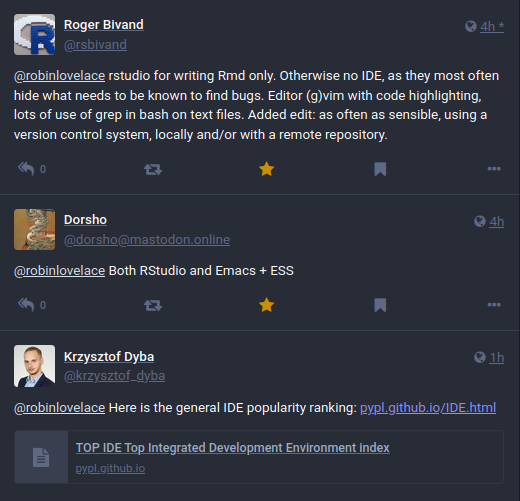 Roger Bivand
4h *
@rsbivand
@robinlovelace rstudio for writing Rmd only. Otherwise no IDE, as they most often
hide what needs to be known to find bugs. Editor (g)vim with code highlighting,
lots of use of grep in bash on text files. Added edit: as often as sensible, using a
version control system, locally and/or with a remote repository.
0
Dorsho
4h
@dorsho@mastodon.online
@robinlovelace Both RStudio and Emacs + ESS
0
Krzysztof Dyba
1h
@krzysztof_dyba
@robinlovelace Here is the general IDE popularity ranking: pypl.github.io/IDE.html
TOP IDE Top Integrated Development Environment index
pypl.github.io